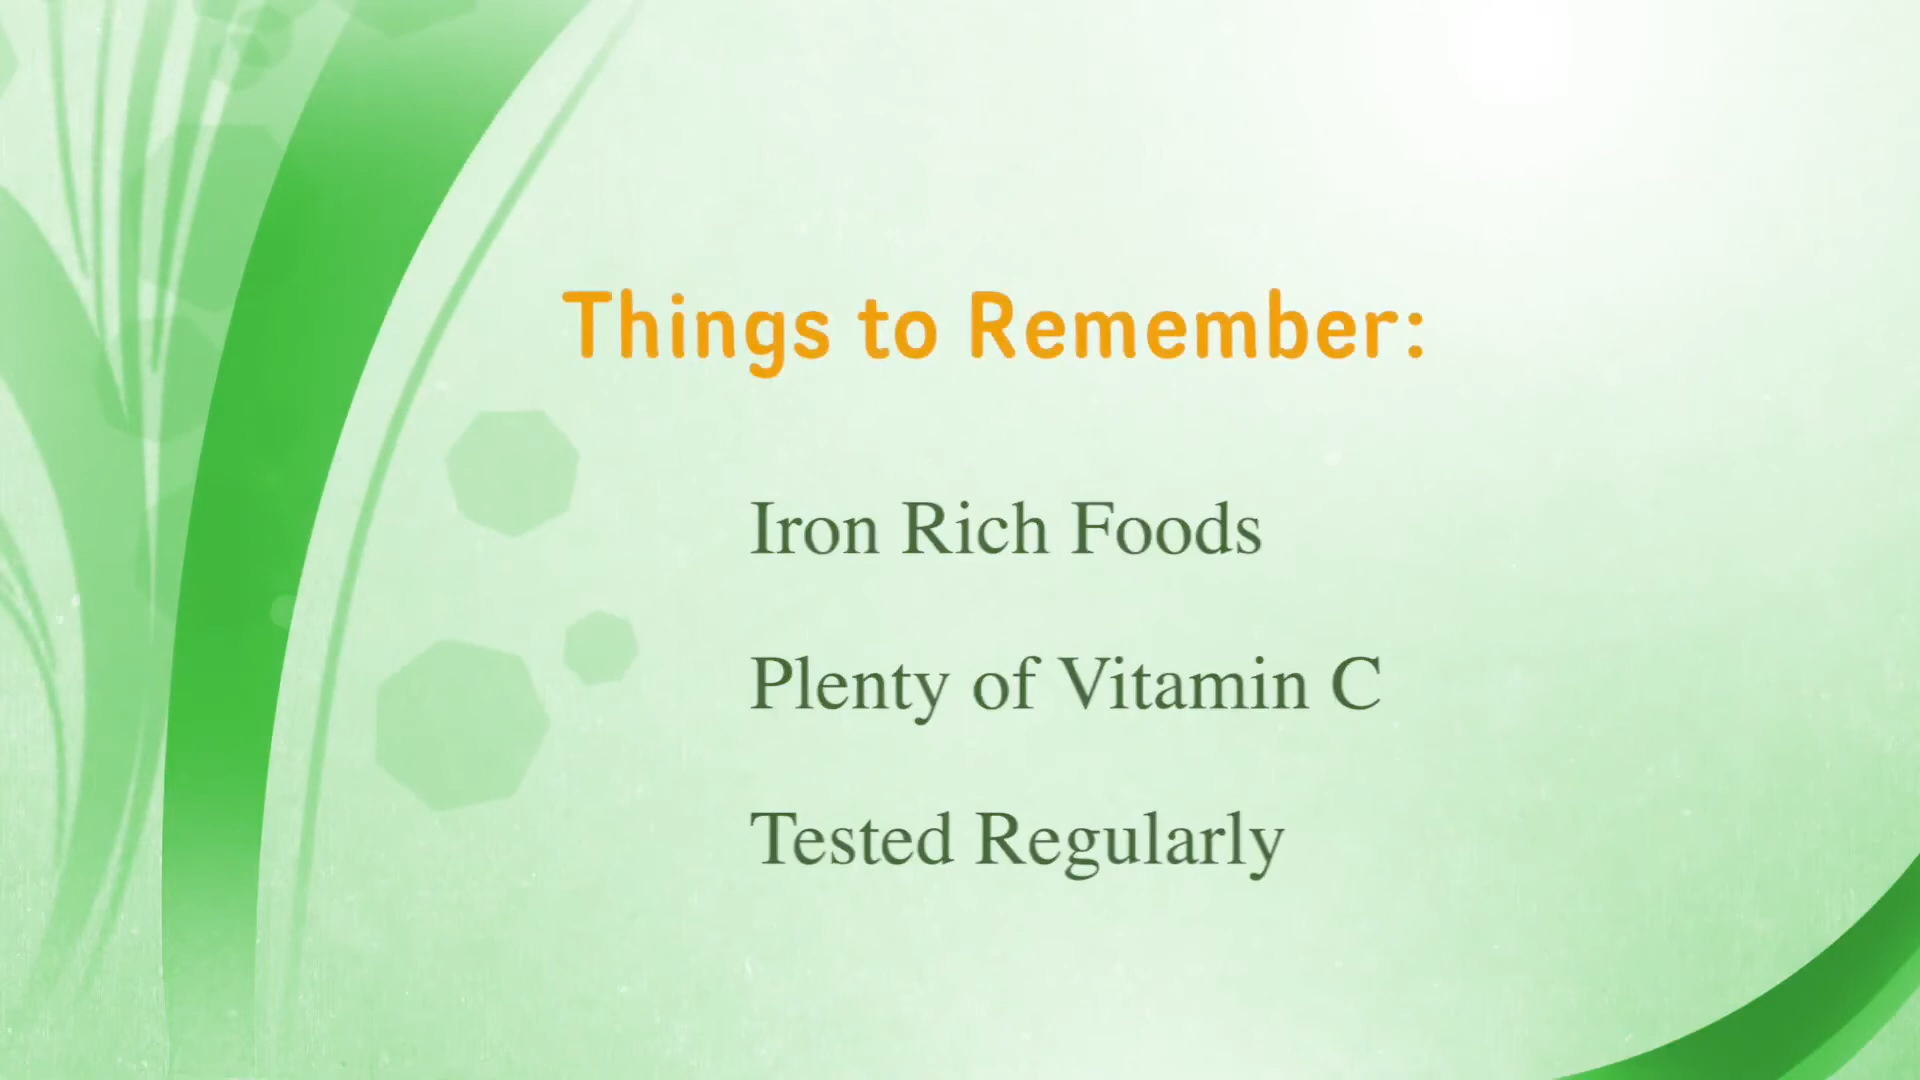 Things to Remember:
Iron Rich Foods
Plenty of Vitamin C
Tested Regularly